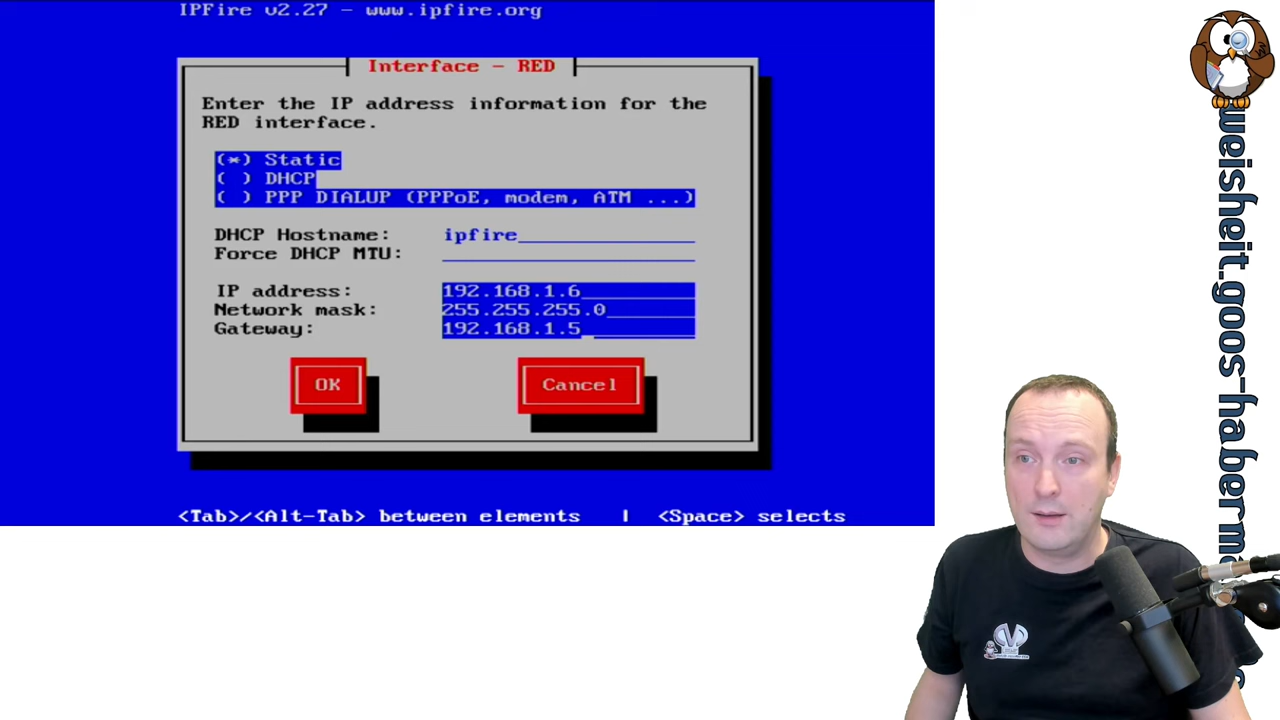 IPFire v2.27 - www.ipfire.org
Interface - RED
Enter the IP address information for the
RED interface.
(*) Static
( ) DHCP
( ) PPP DIALUP (PPPoE, modem, ATM ...)
DHCP Hostname: ipfire
Force DHCP MTU:
IP address: 192.168.1.6
Network mask: 255.255.255.0
Gateway: 192.168.1.5
OK Cancel
<Tab>/<Alt-Tab> between elements | <Space> selects